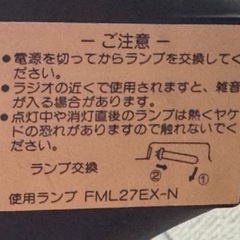 — ご注意 —
● 電源を切ってからランプを交換してく
ださい。
● ラジオの近くで使用されますと、雑音
が入る場合があります。
● 点灯中や消灯直後のランプは熱くヤケ
ドの恐れがありますので触れないでくだ
さい。
ランプ交換
②
①
使用ランプ FML27EX-N